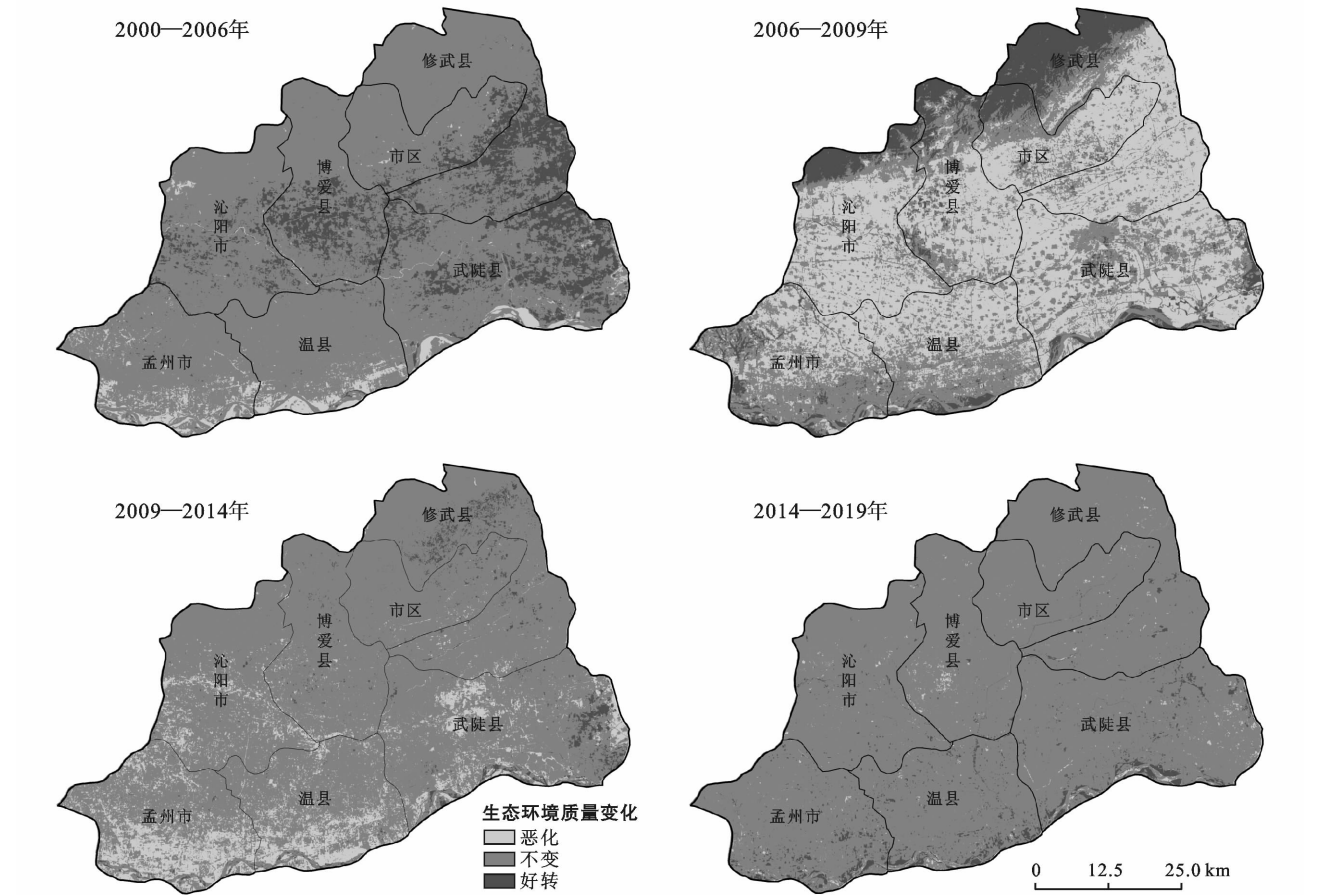 2000—2006年
修武县
市区
博爱县
沁阳市
武陟县
温县
孟州市
2006—2009年
修武县
市区
博爱县
沁阳市
武陟县
温县
孟州市
2009—2014年
修武县
市区
博爱县
沁阳市
武陟县
温县
孟州市
生态环境质量变化
恶化
不变
好转
2014—2019年
修武县
市区
博爱县
沁阳市
武陟县
温县
孟州市
0 12.5 25.0 km